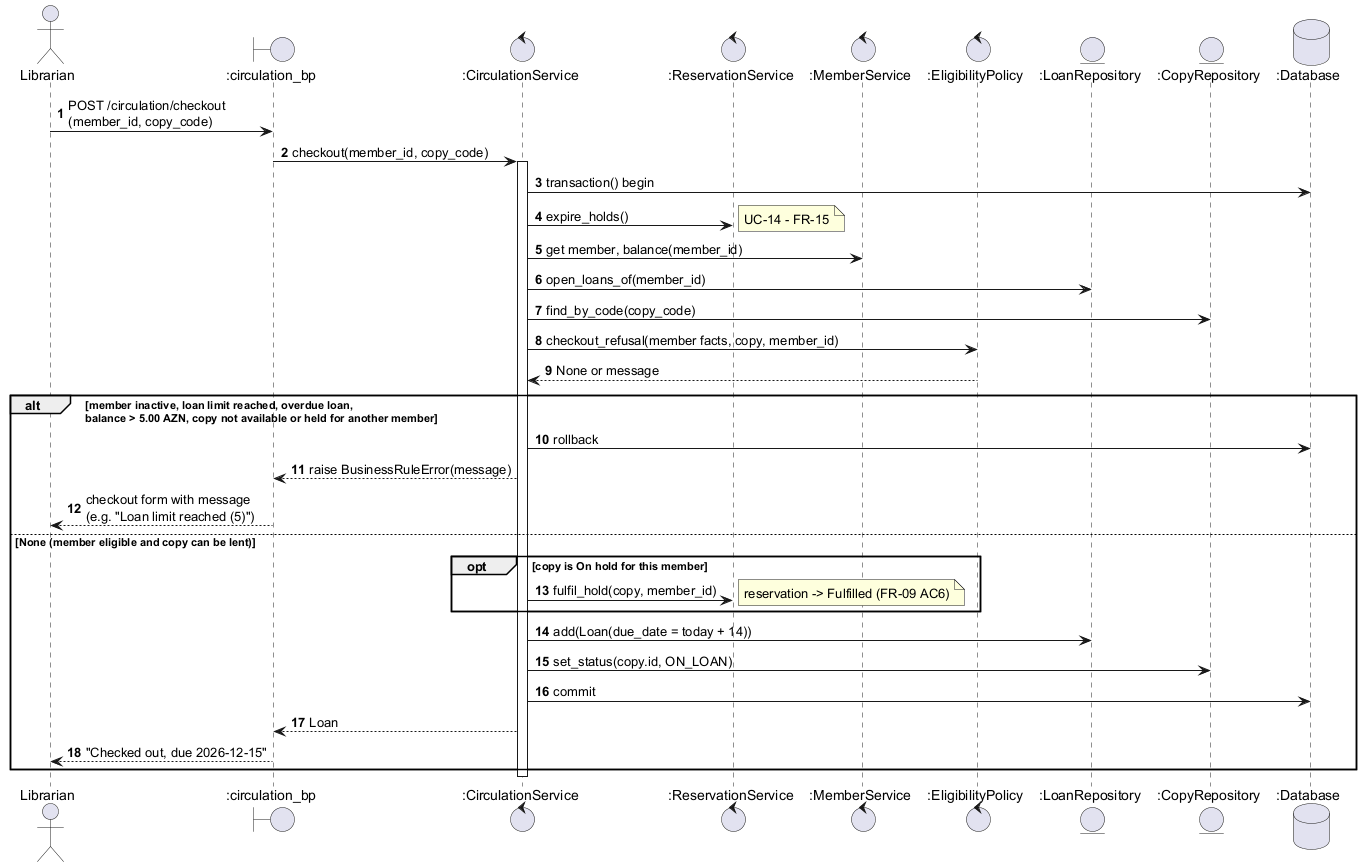 Librarian
:circulation_bp
:CirculationService
:ReservationService
:MemberService
:EligibilityPolicy
:LoanRepository
:CopyRepository
:Database
1 POST /circulation/checkout
(member_id, copy_code)
2 checkout(member_id, copy_code)
3 transaction() begin
4 expire_holds()
UC-14 - FR-15
5 get member, balance(member_id)
6 open_loans_of(member_id)
7 find_by_code(copy_code)
8 checkout_refusal(member facts, copy, member_id)
9 None or message
alt
[member inactive, loan limit reached, overdue loan,
balance > 5.00 AZN, copy not available or held for another member]
10 rollback
11 raise BusinessRuleError(message)
12 checkout form with message
(e.g. "Loan limit reached (5)")
[None (member eligible and copy can be lent)]
opt
[copy is On hold for this member]
13 fulfil_hold(copy, member_id)
reservation -> Fulfilled (FR-09 AC6)
14 add(Loan(due_date = today + 14))
15 set_status(copy.id, ON_LOAN)
16 commit
17 Loan
18 "Checked out, due 2026-12-15"
Librarian
:circulation_bp
:CirculationService
:ReservationService
:MemberService
:EligibilityPolicy
:LoanRepository
:CopyRepository
:Database